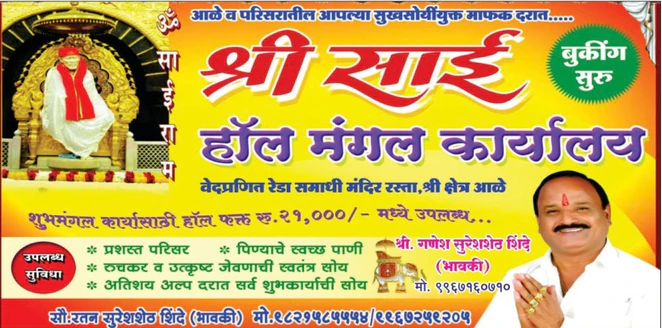 आळे व परिसरातील आपल्या सुखसोयींयुक्त माफक दरात.....
ॐ साईराम
श्री साई
बुकींग सुरु
हॉल मंगल कार्यालय
वेदप्रणित रेडा समाधी मंदिर रस्ता,श्री क्षेत्र आळे
शुभमंगल कार्यासाठी हॉल फक्त रु.२१,०००/- मध्ये उपलब्ध...
उपलब्ध सुविधा
* प्रशस्त परिसर * पिण्याचे स्वच्छ पाणी
* रुचकर व उत्कृष्ट जेवणाची स्वतंत्र सोय
* अतिशय अल्प दरात सर्व शुभकार्याची सोय
श्री. गणेश सुरेशशेठ शिंदे
(भावकी)
मो. ९९६७१६०७१०
सौ.रतन सुरेशशेठ शिंदे (भावकी) मो.९८२१५८५५५४/९९६७२५१२०५